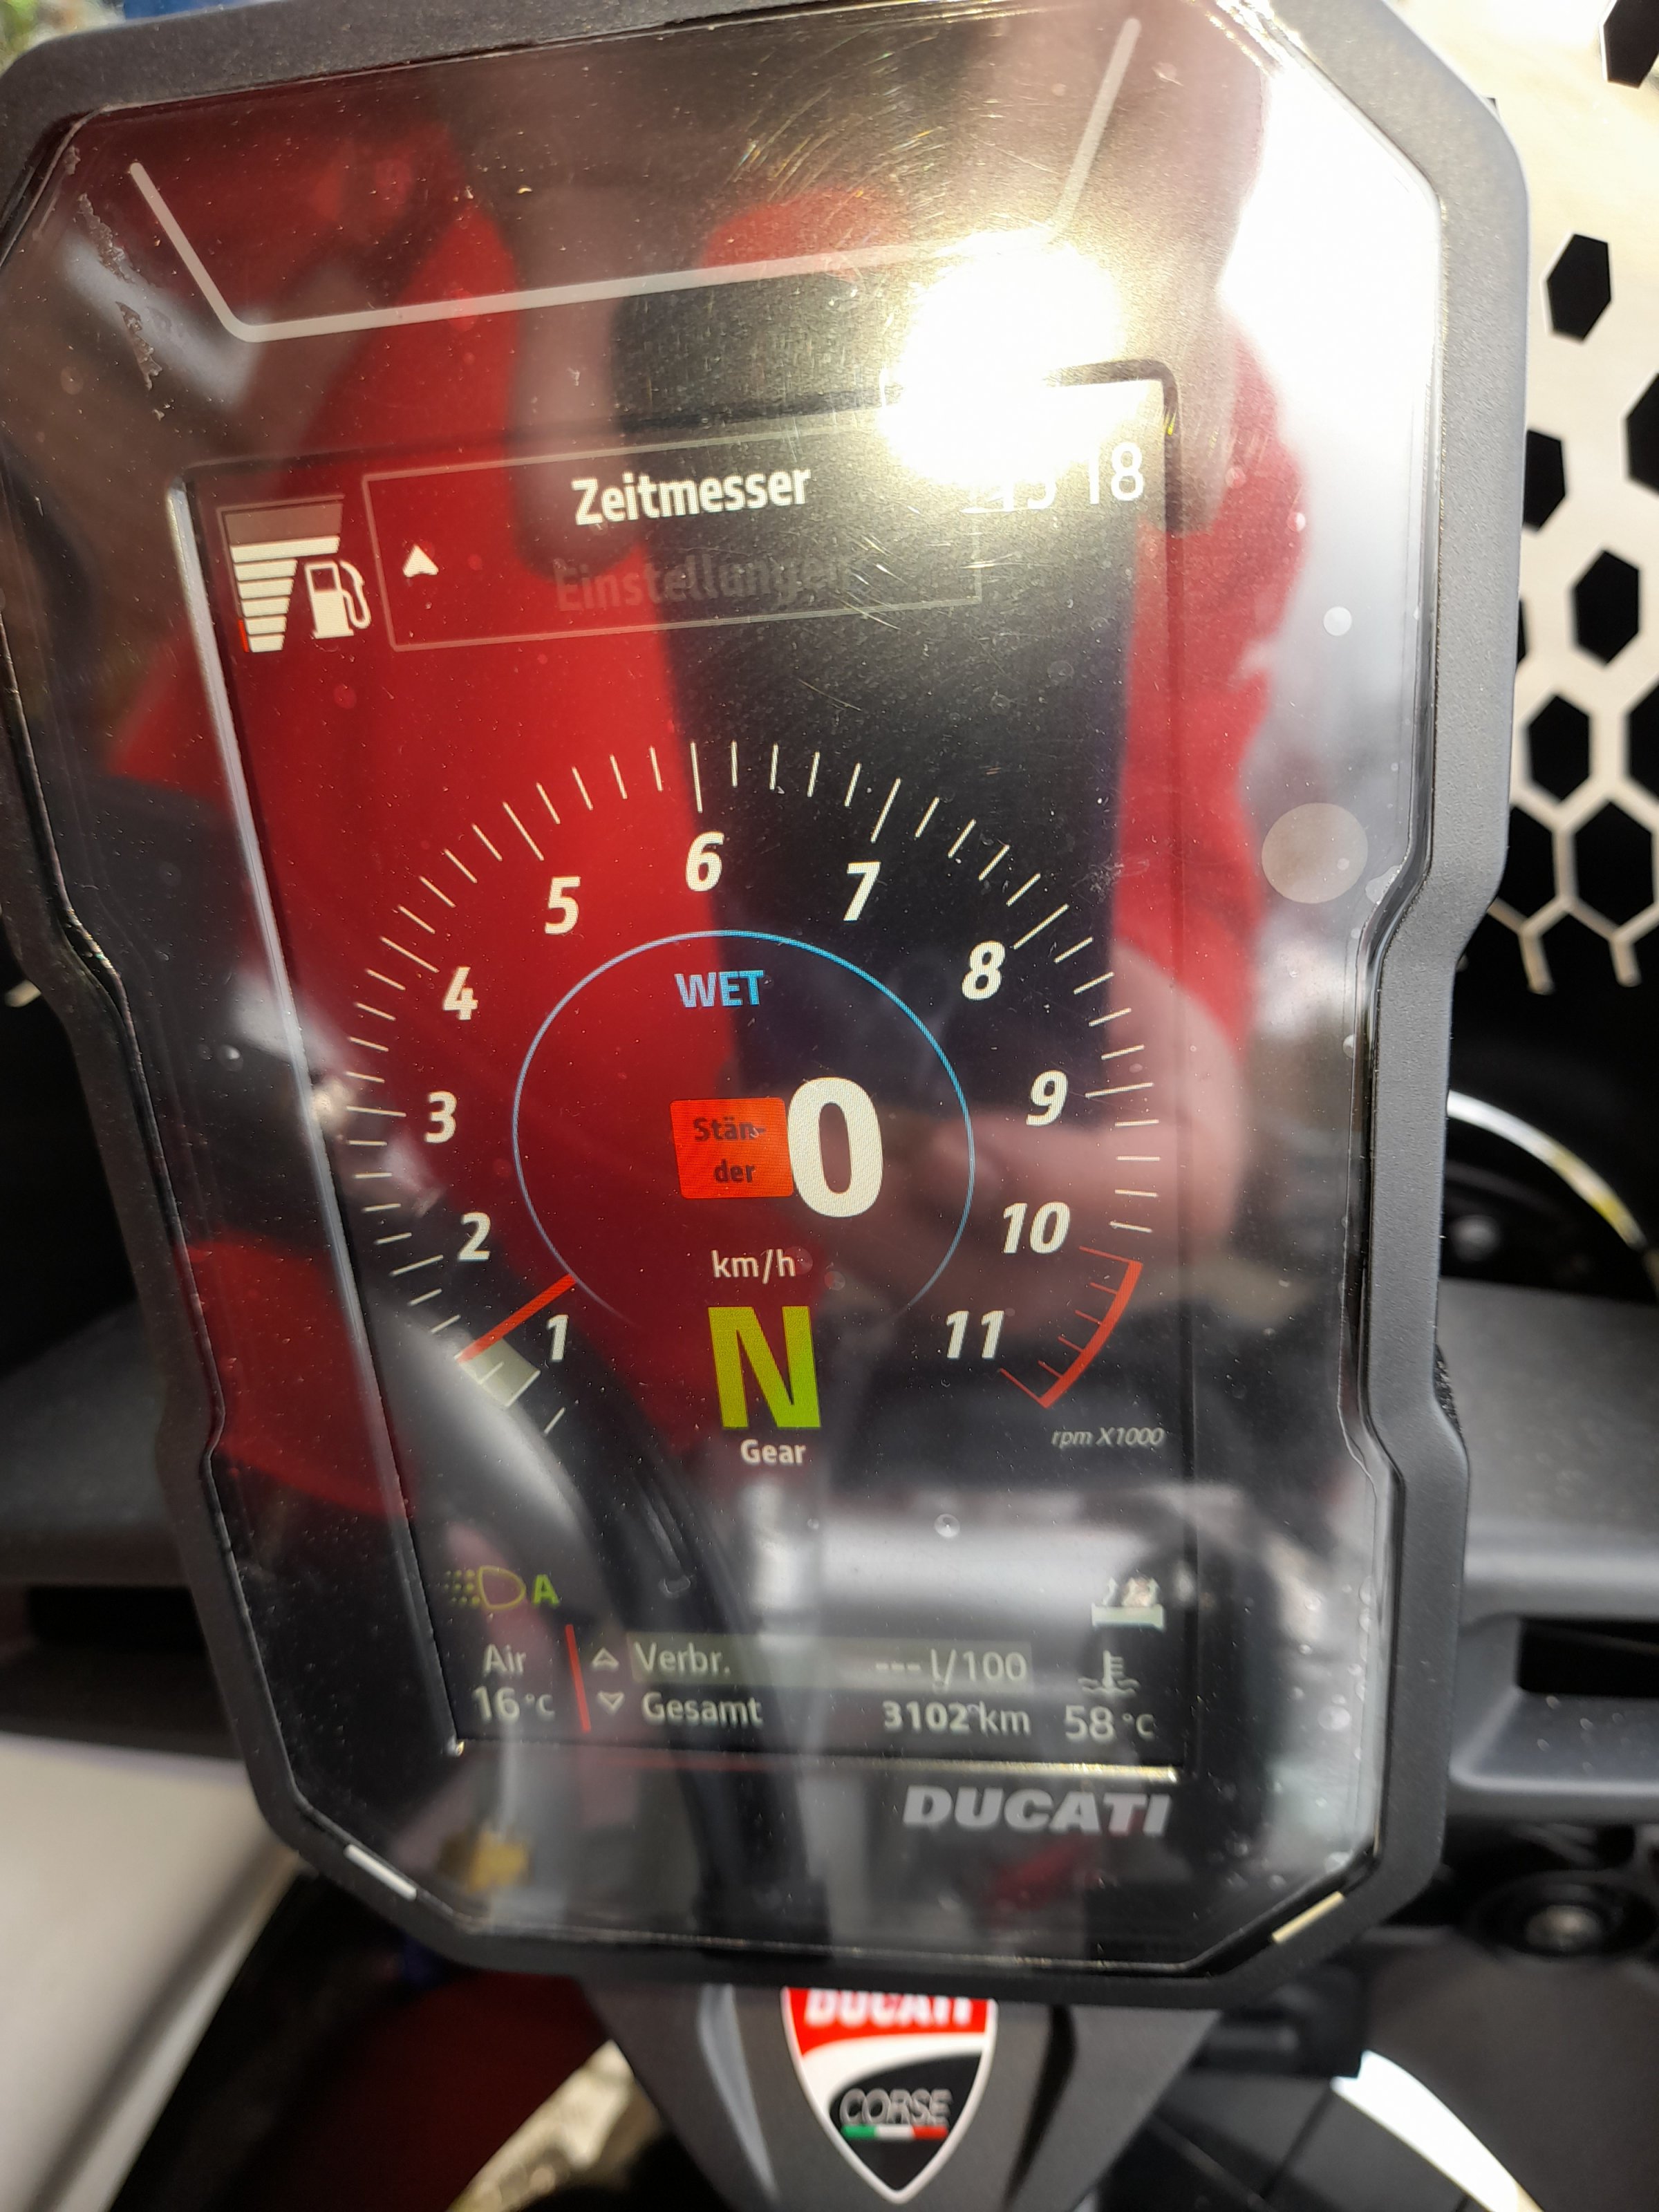 Zeitmesser
18
Einstellungen
5 6 7
4 8
3 9
2 10
1 11
WET
Stän-
der
0
km/h
N
Gear
rpm X1000
A
Air
16 °C
Verbr. --- l/100
Gesamt 3102 km
58 °C
DUCATI
DUCATI
CORSE